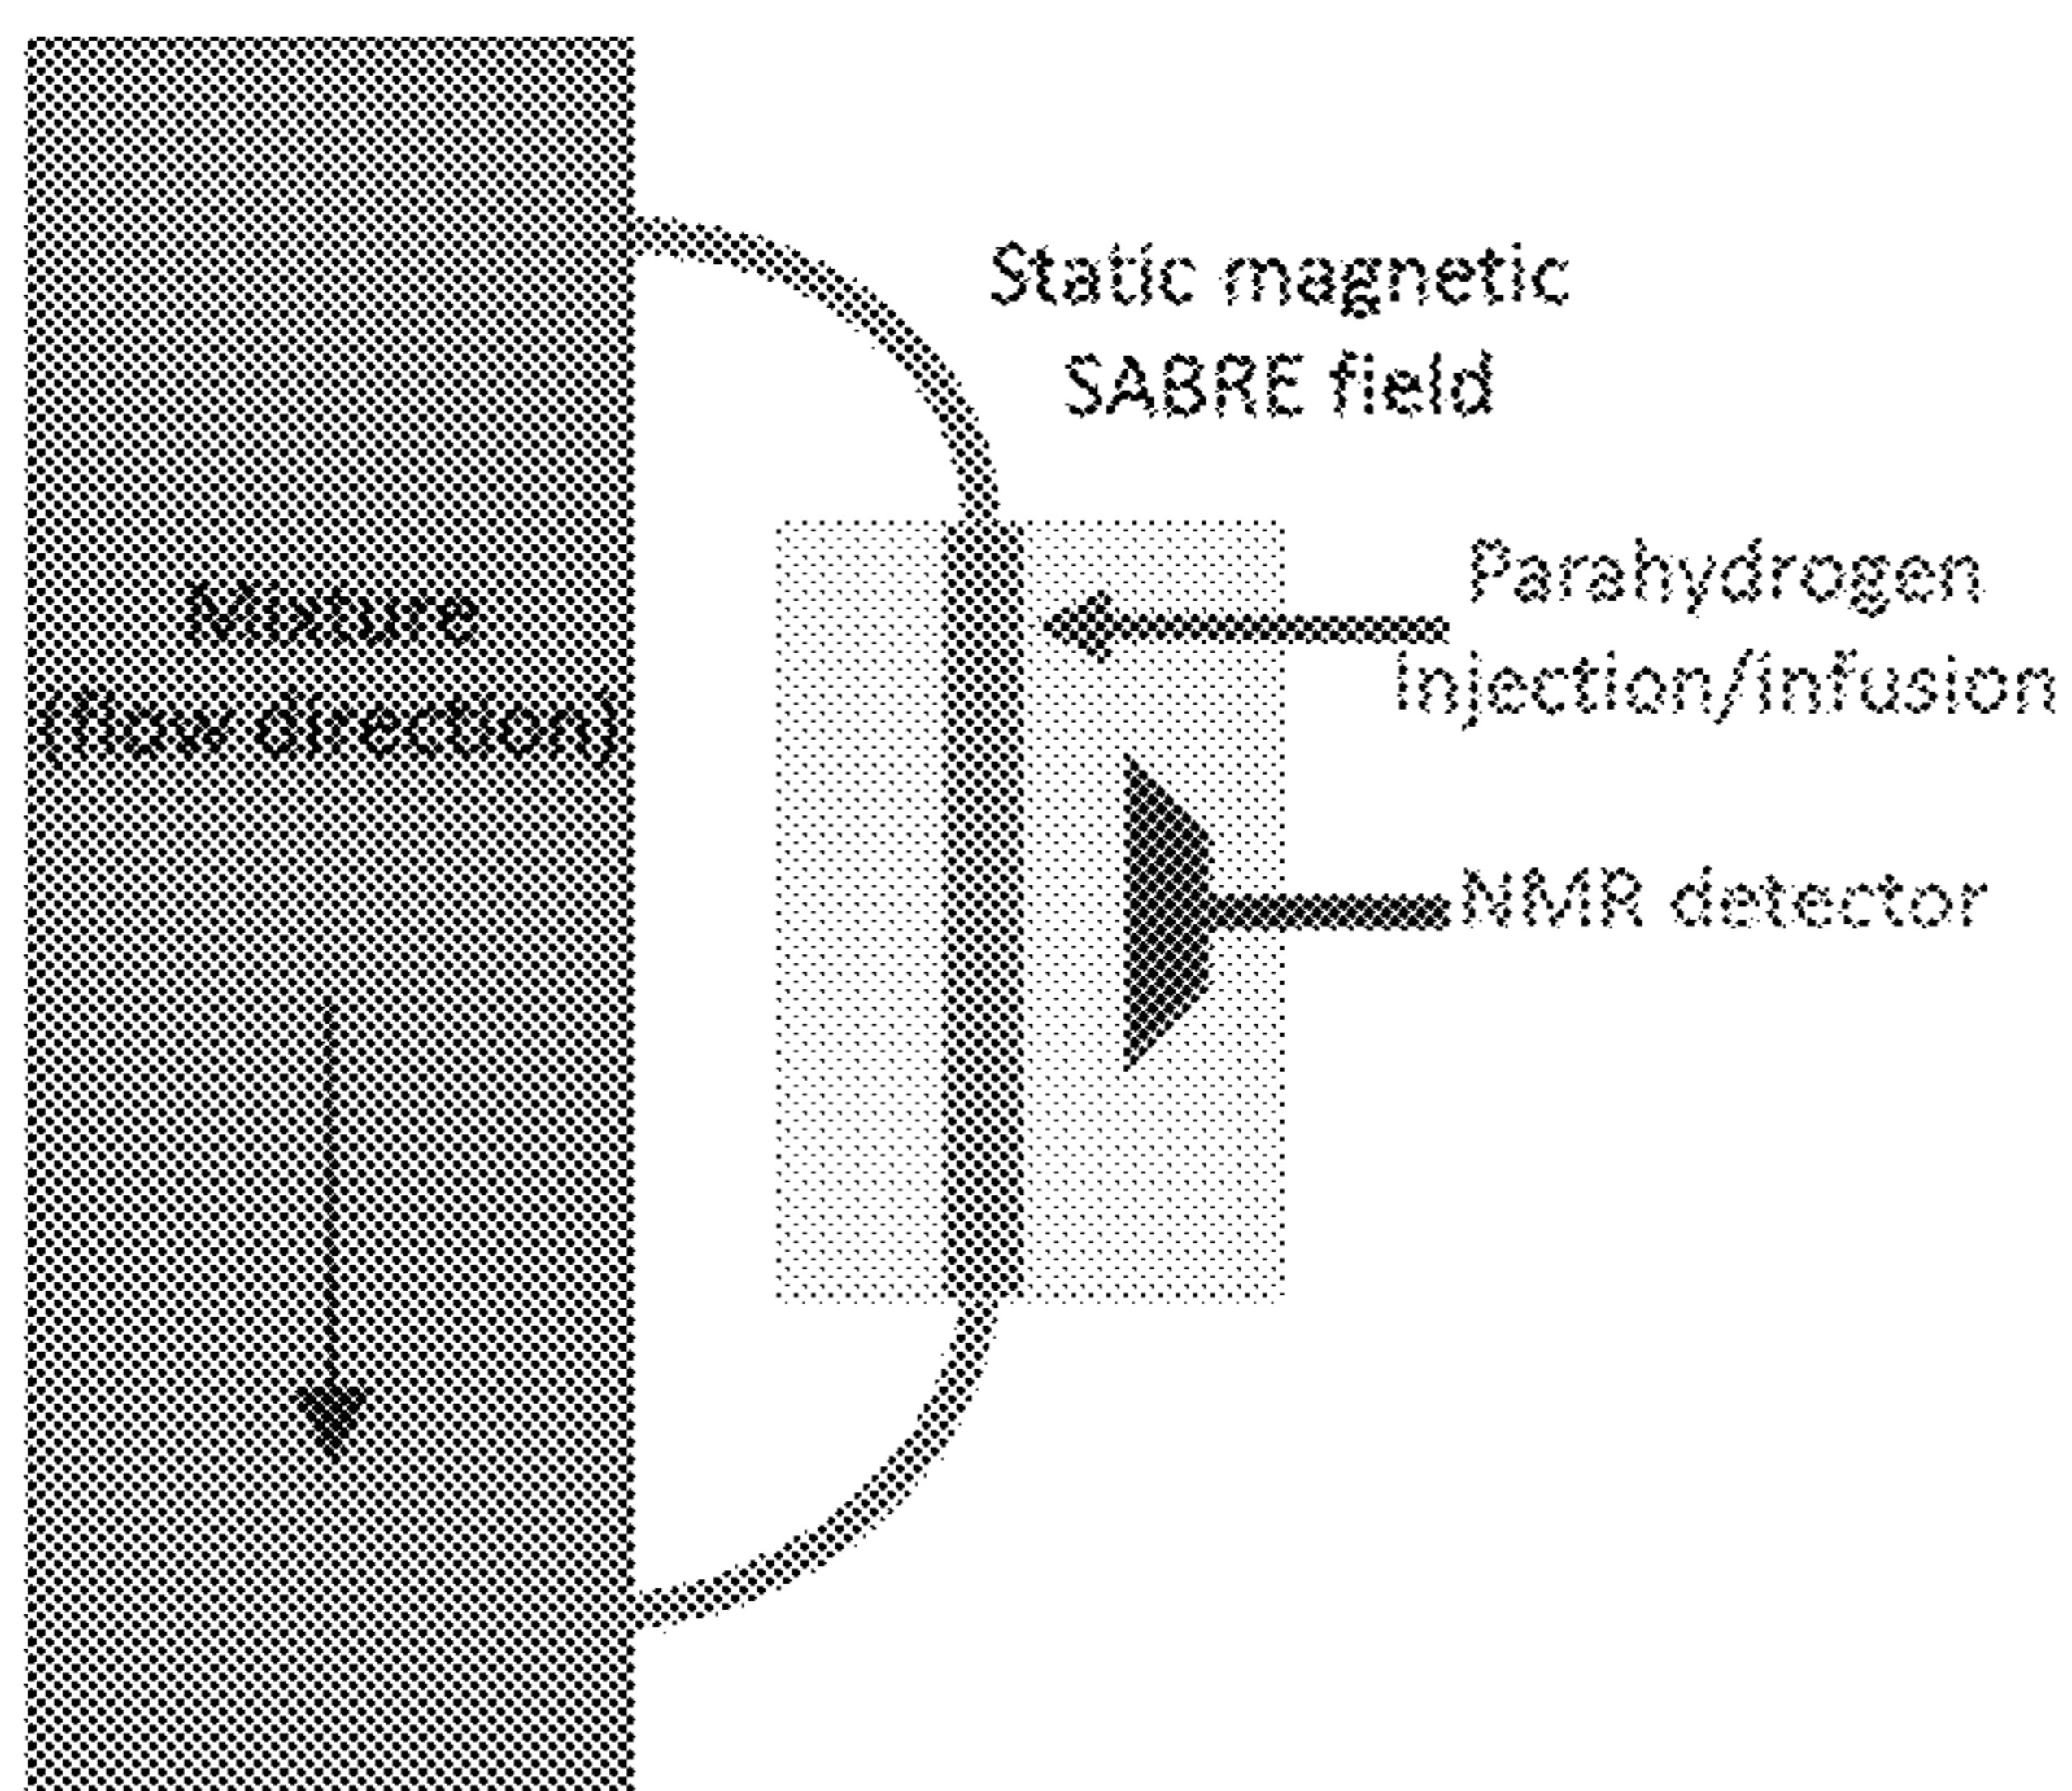 Static magnetic
SABRE field
Mixture
(flow direction)
Parahydrogen
injection/infusion
NMR detector